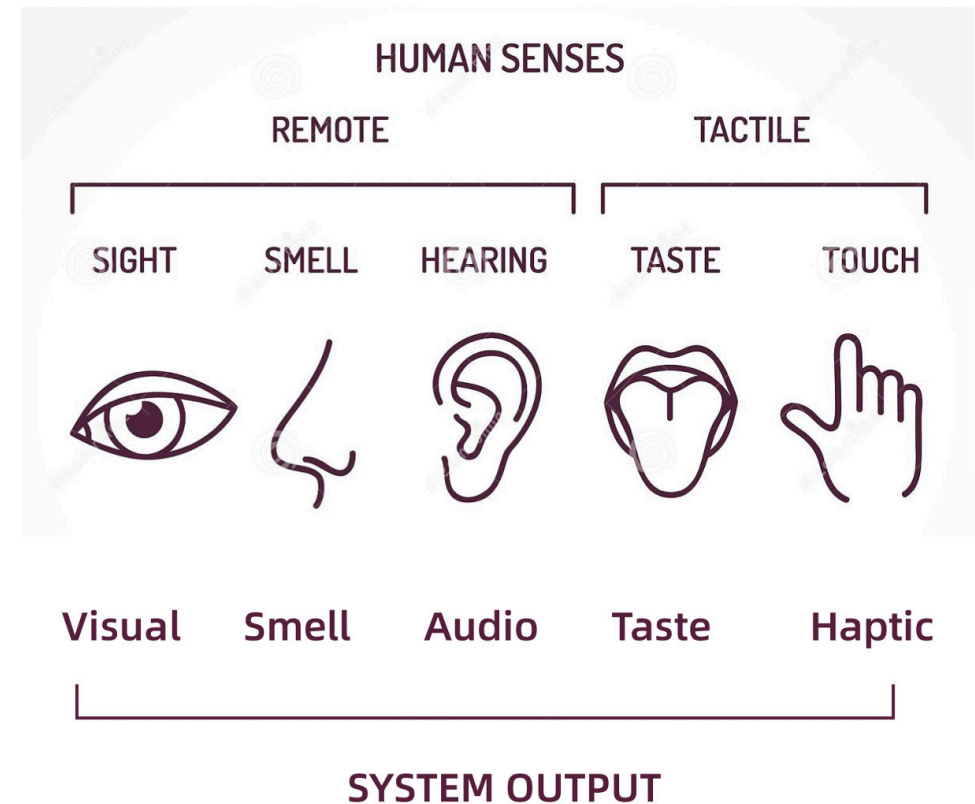 HUMAN SENSES
REMOTE TACTILE
SIGHT SMELL HEARING TASTE TOUCH
Visual Smell Audio Taste Haptic
SYSTEM OUTPUT